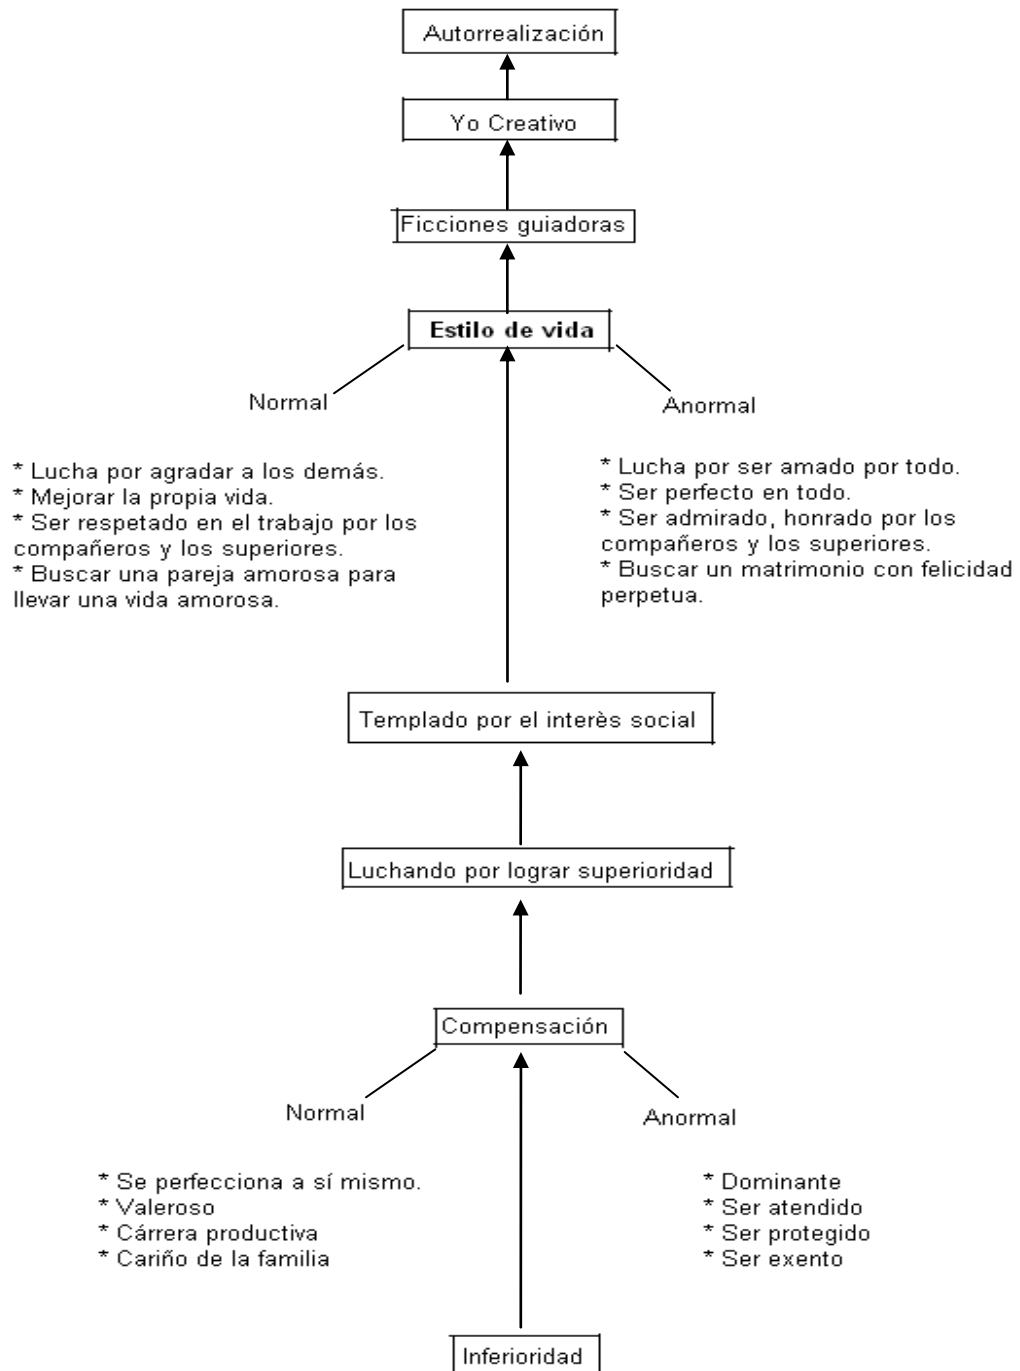 Autorrealización
Yo Creativo
Ficciones guiadoras
Estilo de vida
Normal
Anormal
* Lucha por agradar a los demás.
* Mejorar la propia vida.
* Ser respetado en el trabajo por los
compañeros y los superiores.
* Buscar una pareja amorosa para
llevar una vida amorosa.
* Lucha por ser amado por todo.
* Ser perfecto en todo.
* Ser admirado, honrado por los
compañeros y los superiores.
* Buscar un matrimonio con felicidad
perpetua.
Templado por el interès social
Luchando por lograr superioridad
Compensación
Normal
Anormal
* Se perfecciona a sí mismo.
* Valeroso
* Cárrera productiva
* Cariño de la familia
* Dominante
* Ser atendido
* Ser protegido
* Ser exento
Inferioridad